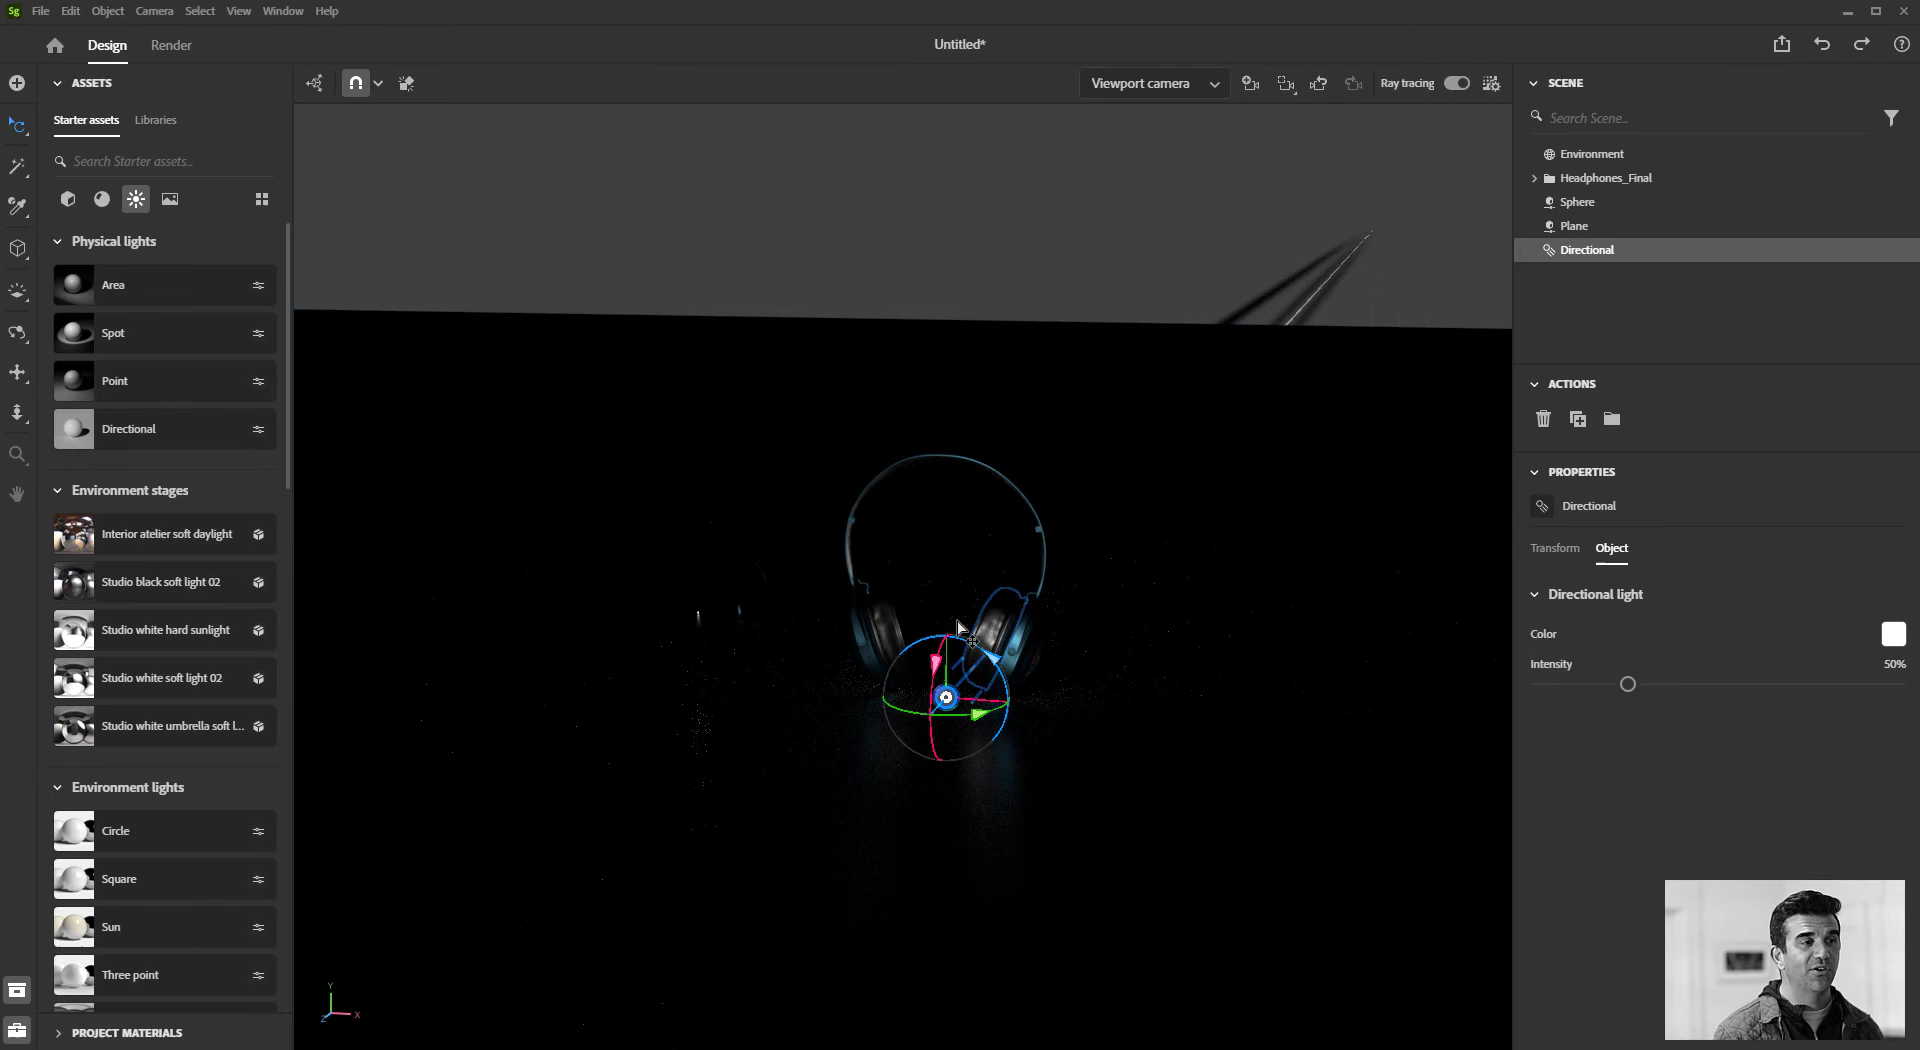 Sg File Edit Object Camera Select View Window Help
Design Render Untitled*
ASSETS
Starter assets Libraries
Search Starter assets...
Physical lights
Area
Spot
Point
Directional
Environment stages
Interior atelier soft daylight
Studio black soft light 02
Studio white hard sunlight
Studio white soft light 02
Studio white umbrella soft l...
Environment lights
Circle
Square
Sun
Three point
PROJECT MATERIALS
Viewport camera Ray tracing
Y
Z X
SCENE
Search Scene...
Environment
Headphones_Final
Sphere
Plane
Directional
ACTIONS
PROPERTIES
Directional
Transform Object
Directional light
Color
Intensity 50%